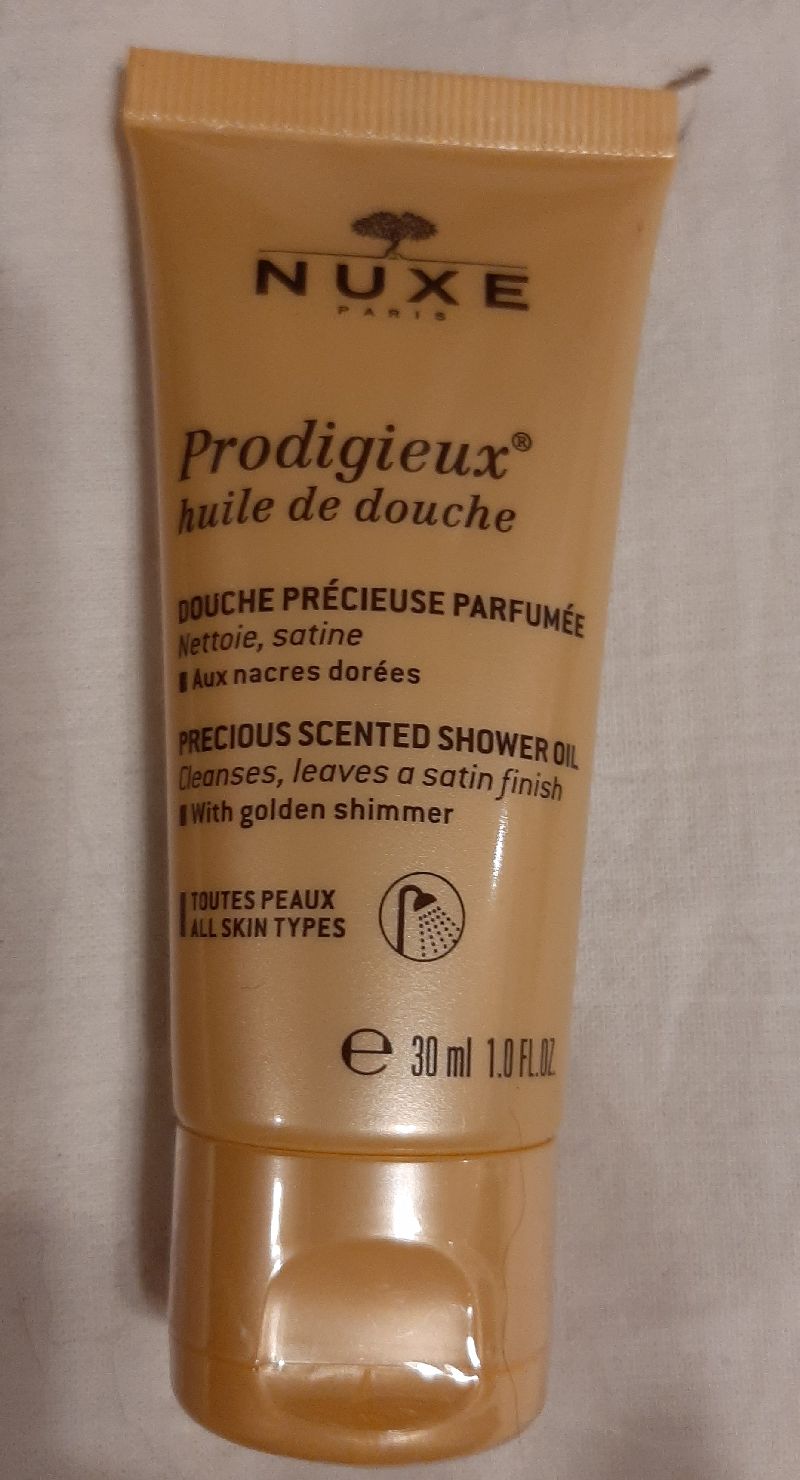 NUXE
PARIS
Prodigieux®
huile de douche
DOUCHE PRÉCIEUSE PARFUMÉE
Nettoie, satine
Aux nacres dorées
PRECIOUS SCENTED SHOWER OIL
Cleanses, leaves a satin finish
With golden shimmer
TOUTES PEAUX
ALL SKIN TYPES
℮ 30 ml 1.0 FL.OZ.